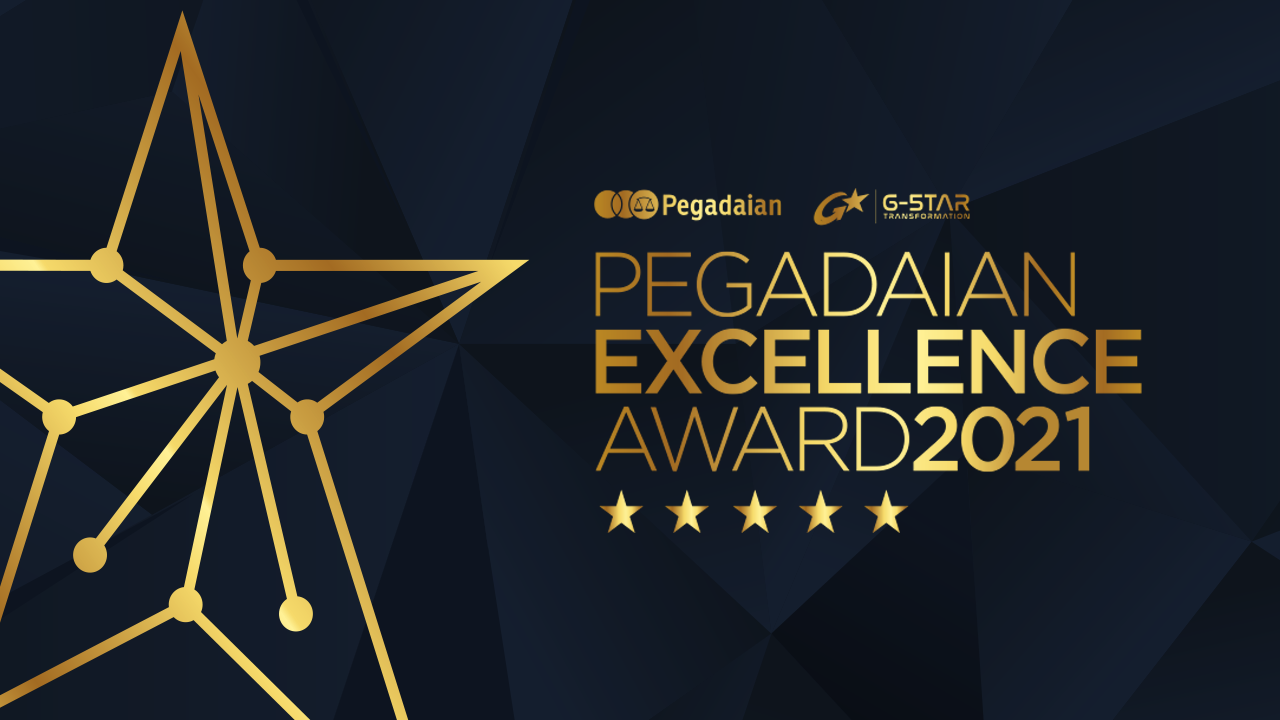 Pegadaian
G-STAR
TRANSFORMATION
PEGADAIAN
EXCELLENCE
AWARD2021